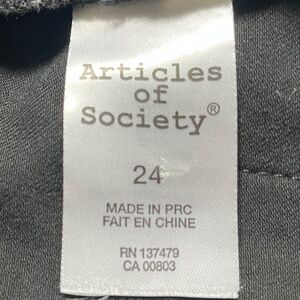 Articles
of
Society®
24
MADE IN PRC
FAIT EN CHINE
RN 137479
CA 00803